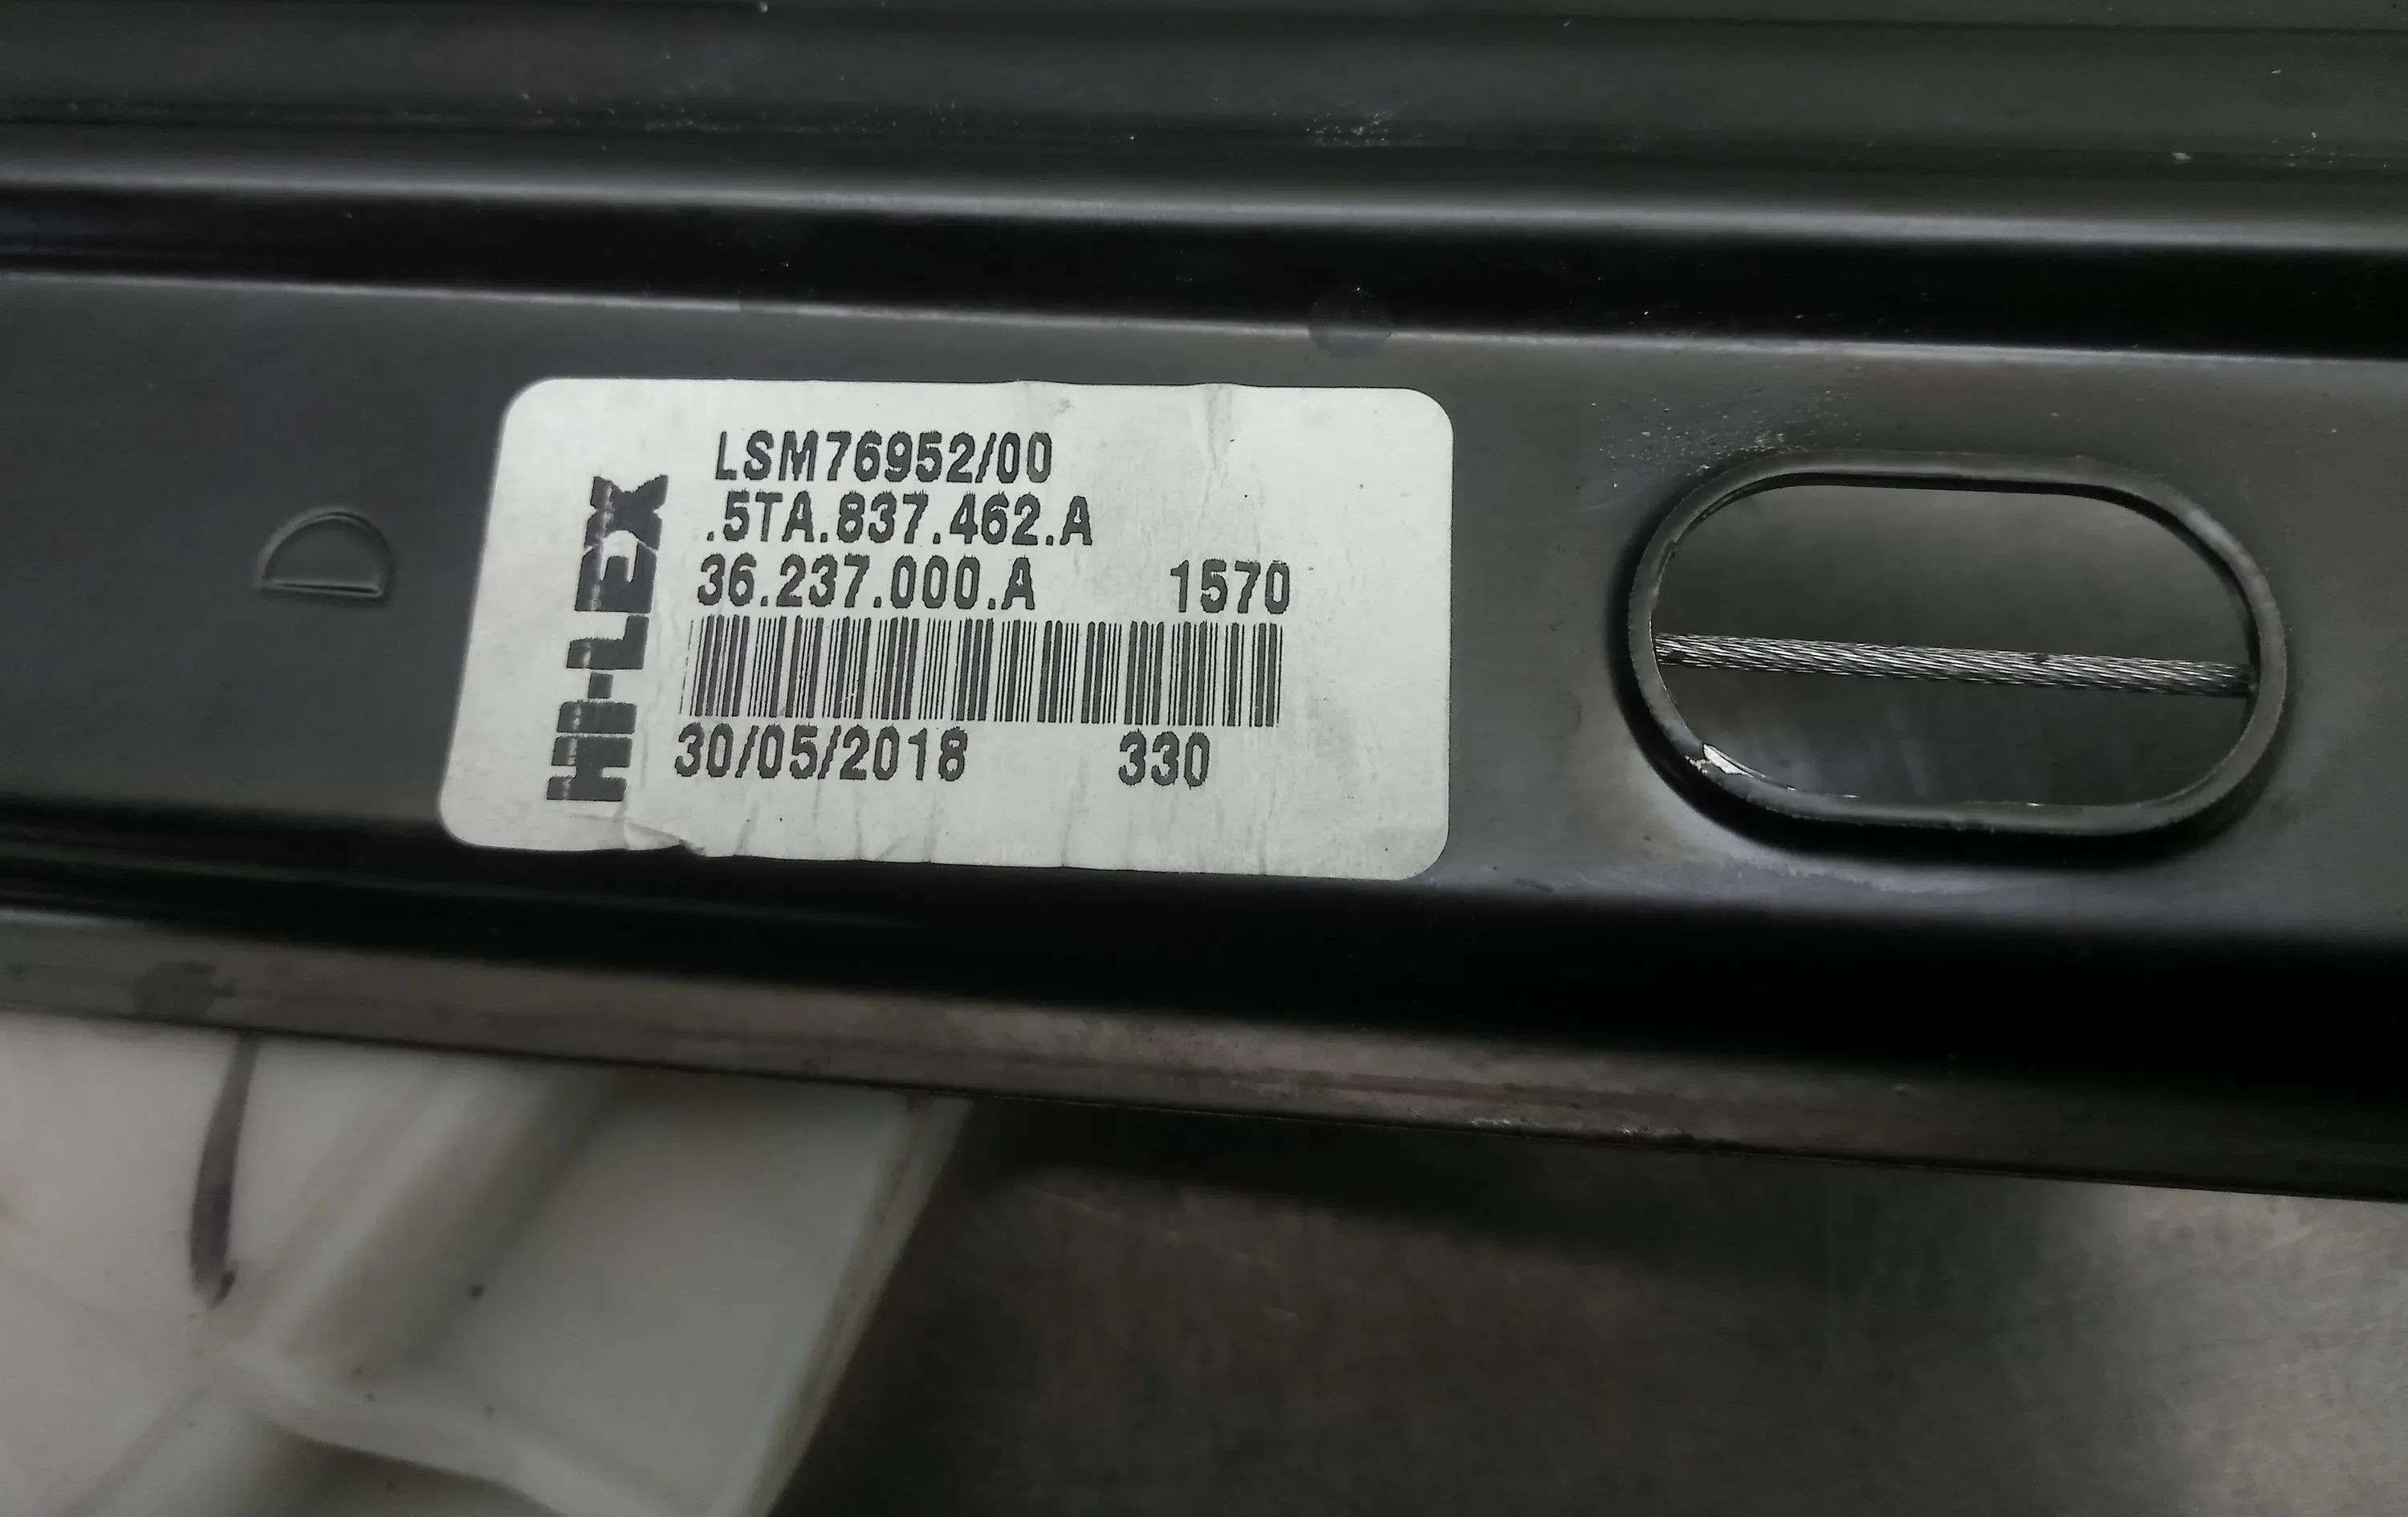 HI-LEX
LSM76952/00
.5TA.837.462.A
36.237.000.A 1570
30/05/2018 330
D